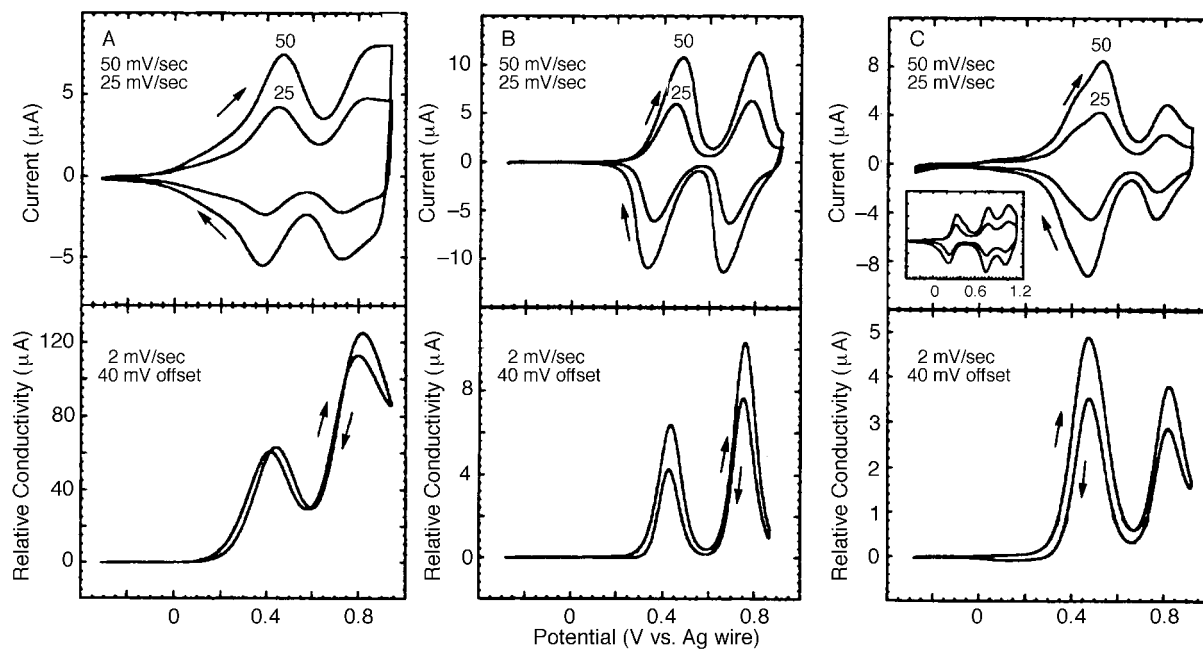 A
50 mV/sec
25 mV/sec
50
25
5
0
−5
Current (μA)
B
50 mV/sec
25 mV/sec
50
25
10
5
0
−5
−10
Current (μA)
C
50 mV/sec
25 mV/sec
50
25
8
4
0
−4
−8
Current (μA)
0 0.6 1.2
2 mV/sec
40 mV offset
120
80
40
0
Relative Conductivity (μA)
0 0.4 0.8
2 mV/sec
40 mV offset
8
4
0
Relative Conductivity (μA)
0 0.4 0.8
2 mV/sec
40 mV offset
5
4
3
2
1
0
Relative Conductivity (μA)
0 0.4 0.8
Potential (V vs. Ag wire)